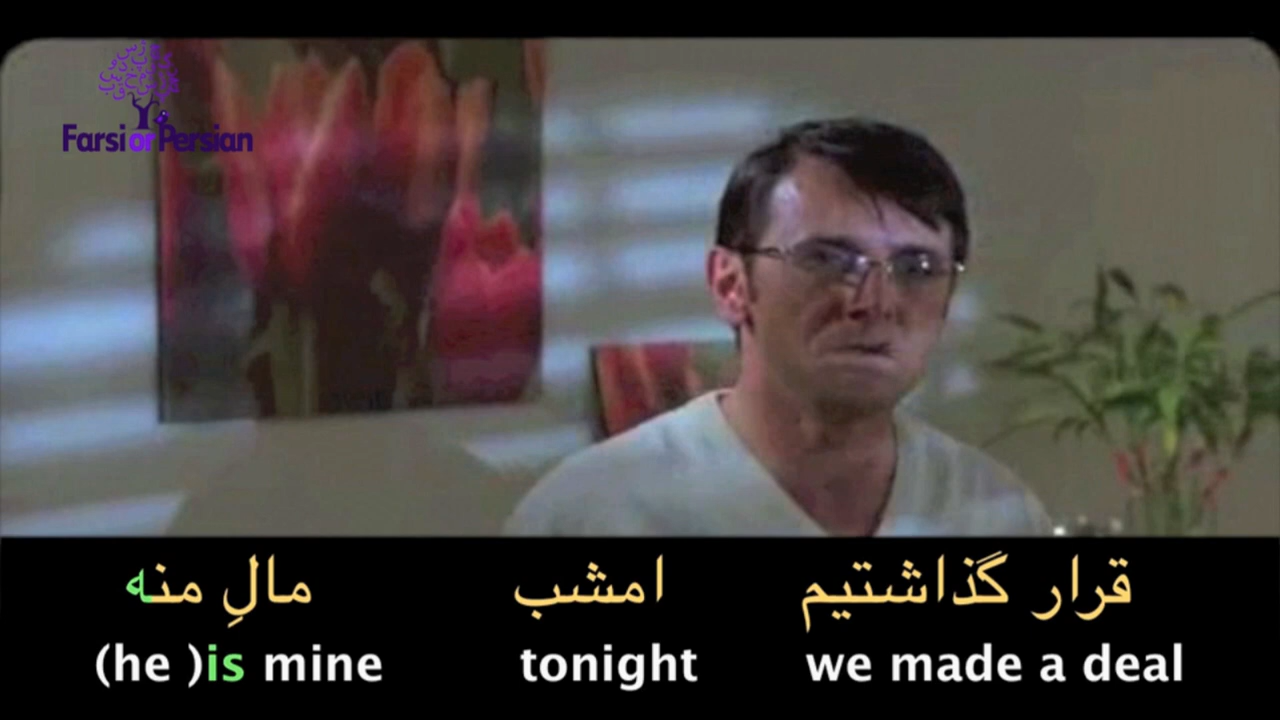 Farsi or Persian
قرار گذاشتیم امشب مالِ منه
(he )is mine tonight we made a deal